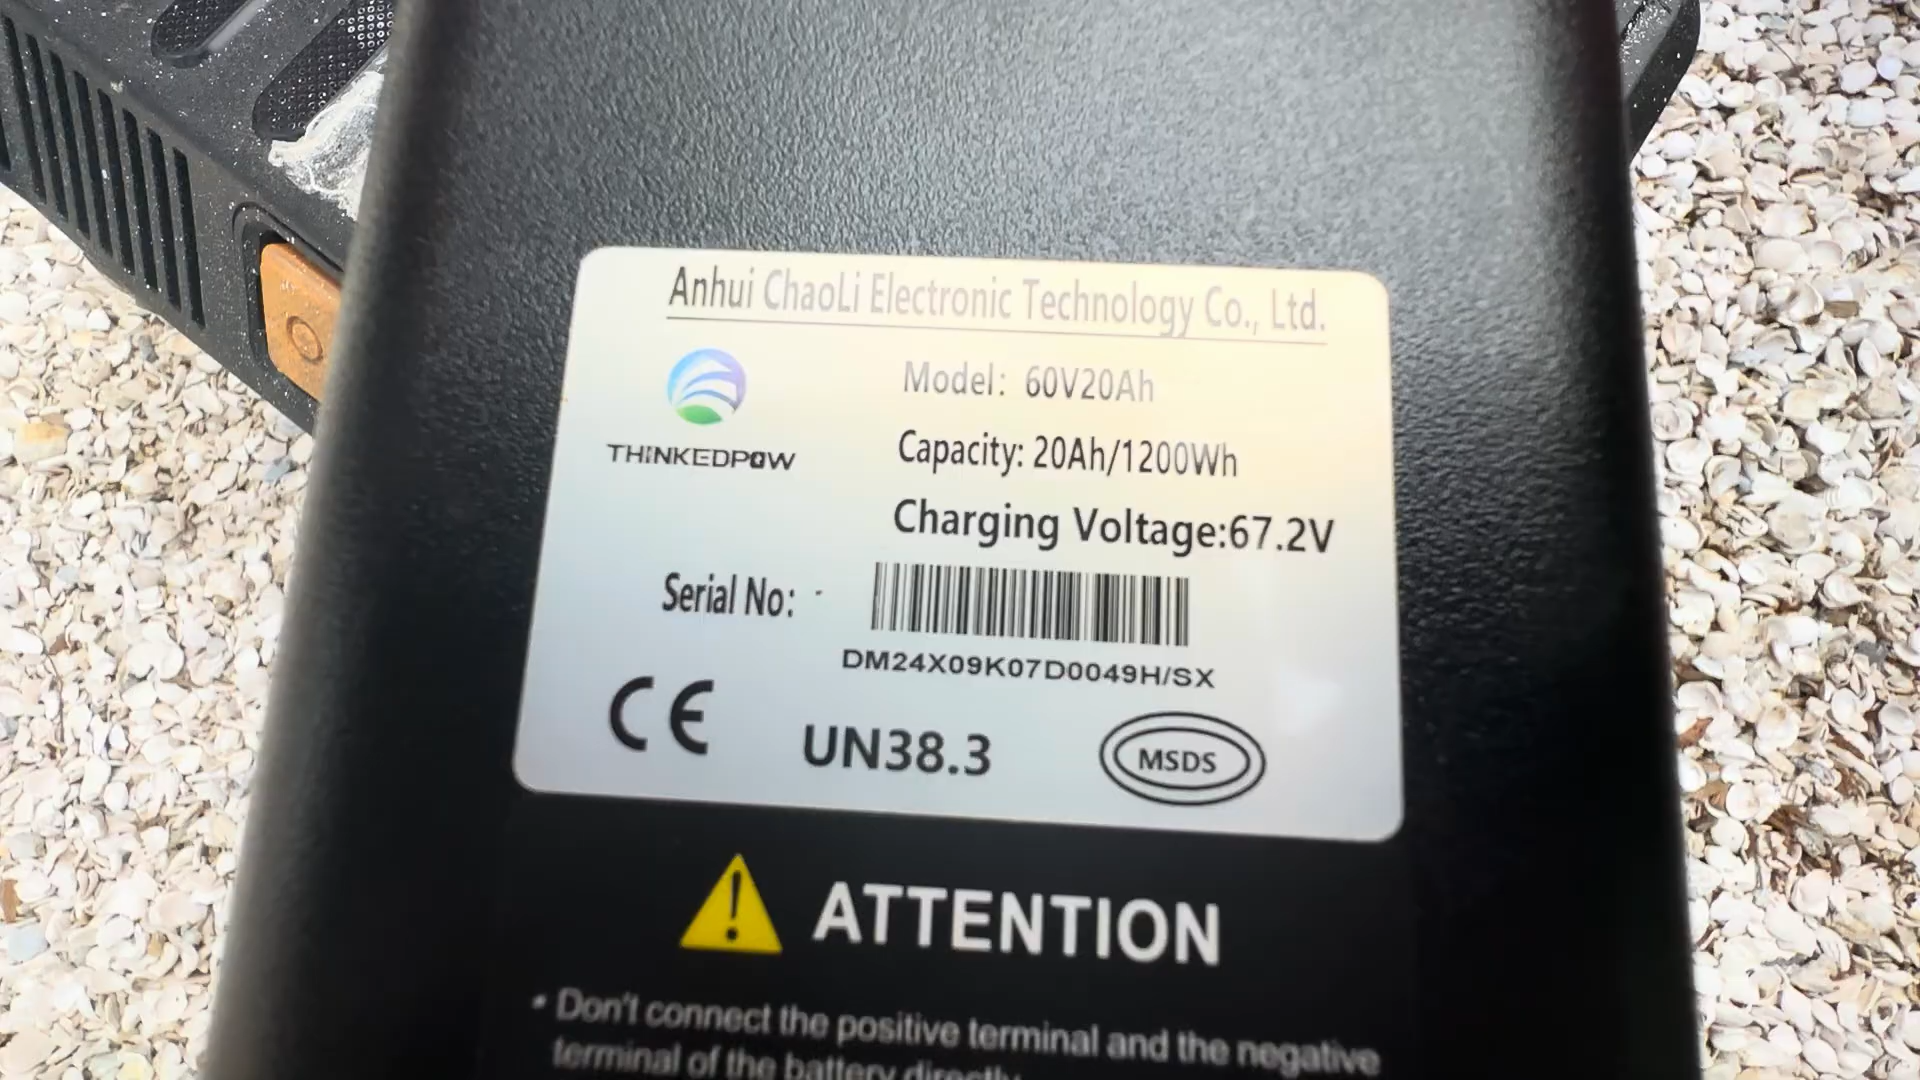 Anhui ChaoLi Electronic Technology Co., Ltd.
THINKEDPOW
Model: 60V20Ah
Capacity: 20Ah/1200Wh
Charging Voltage:67.2V
Serial No:
DM24X09K07D0049H/SX
CE
UN38.3
MSDS
ATTENTION
• Don't connect the positive terminal and the negative
terminal of the battery directly